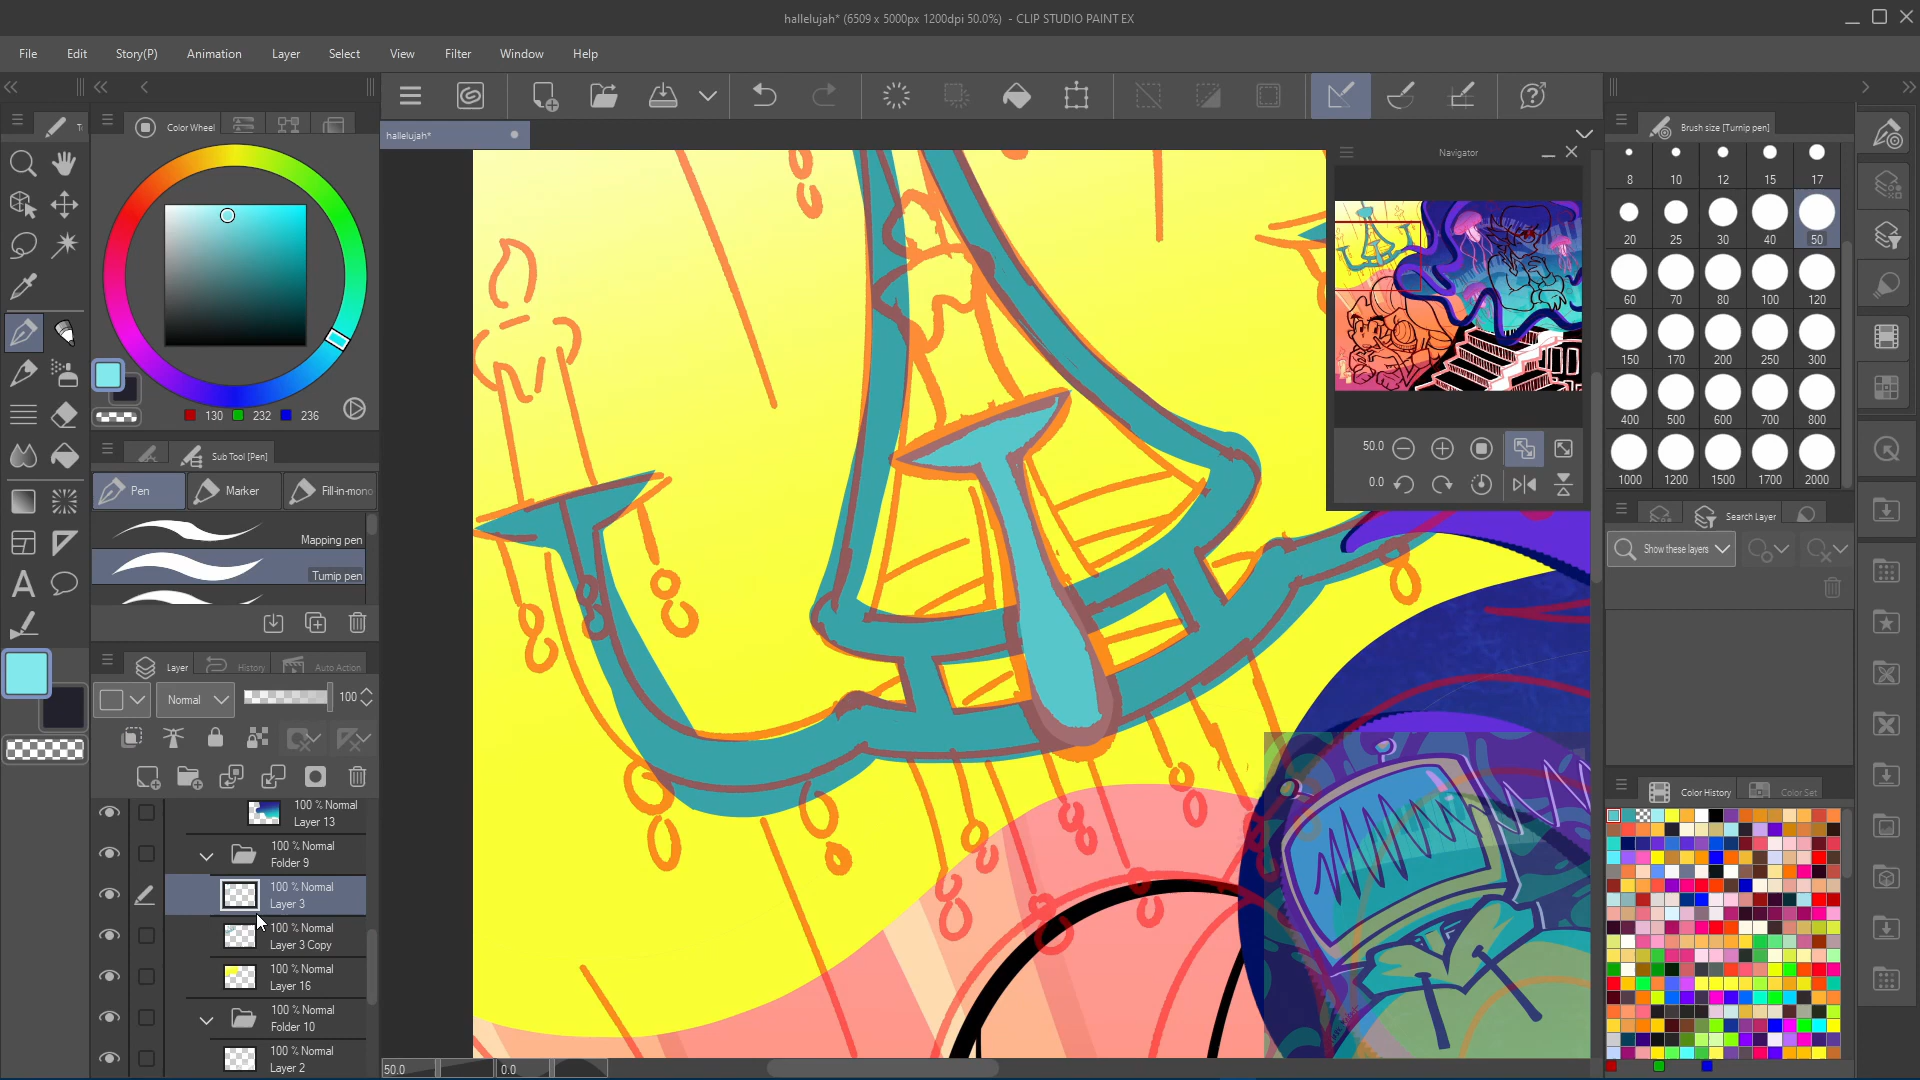 hallelujah* (6509 x 5000px 1200dpi 50.0%) - CLIP STUDIO PAINT EX
File Edit Story(P) Animation Layer Select View Filter Window Help
Color Wheel
hallelujah*
Navigator
Brush size [Turnip pen]
8 10 12 15 17
20 25 30 40 50
60 70 80 100 120
150 170 200 250 300
400 500 600 700 800
1000 1200 1500 1700 2000
130 232 236
50.0
0.0
Sub Tool [Pen]
Pen Marker Fill-in-mono
Mapping pen
Turnip pen
Search Layer
Show these layers
Layer History Auto Action
Normal 100
100 % Normal
Layer 13
100 % Normal
Folder 9
100 % Normal
Layer 3
100 % Normal
Layer 3 Copy
100 % Normal
Layer 16
100 % Normal
Folder 10
100 % Normal
Layer 2
Color History Color Set
50.0 0.0